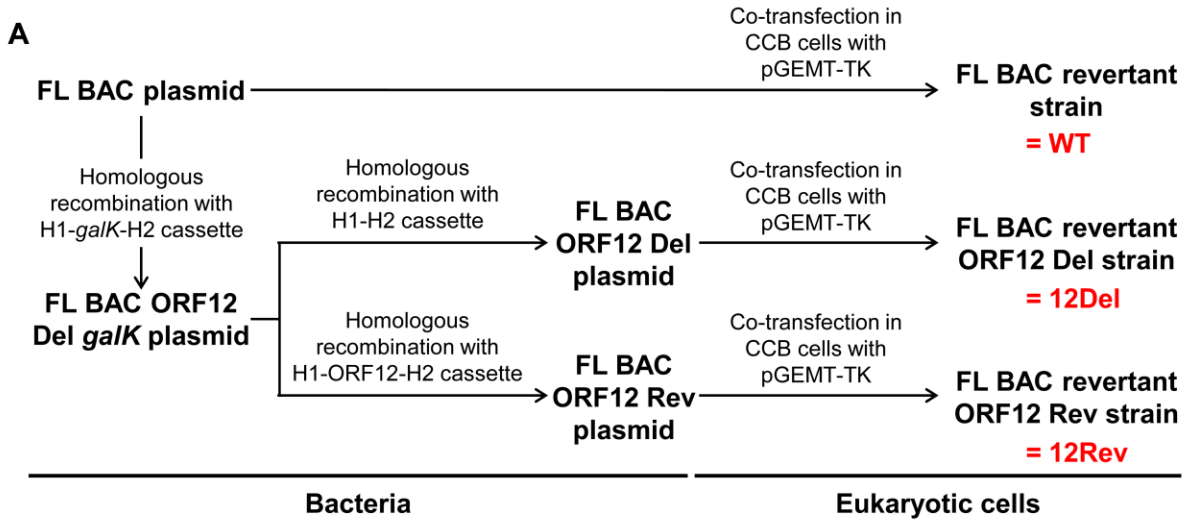 A
FL BAC plasmid
Co-transfection in
CCB cells with
pGEMT-TK
FL BAC revertant
strain
= WT
Homologous
recombination with
H1-galK-H2 cassette
FL BAC ORF12
Del galK plasmid
Homologous
recombination with
H1-H2 cassette
FL BAC
ORF12 Del
plasmid
Co-transfection in
CCB cells with
pGEMT-TK
FL BAC revertant
ORF12 Del strain
= 12Del
Homologous
recombination with
H1-ORF12-H2 cassette
FL BAC
ORF12 Rev
plasmid
Co-transfection in
CCB cells with
pGEMT-TK
FL BAC revertant
ORF12 Rev strain
= 12Rev
Bacteria
Eukaryotic cells